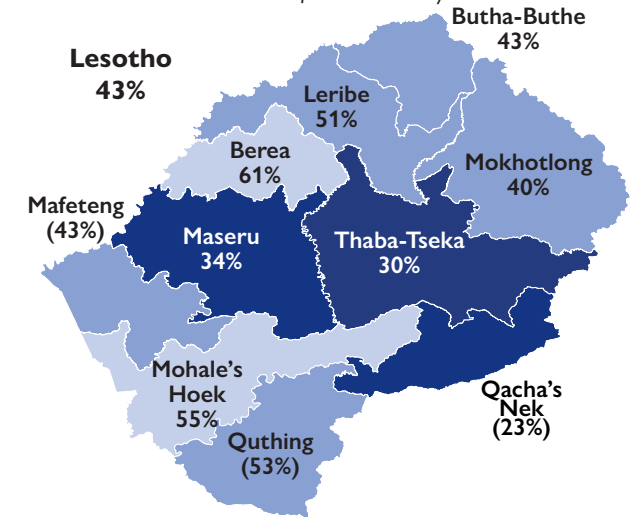 Butha-Buthe
43%
Lesotho
43%
Leribe
51%
Berea
61%
Mokhotlong
40%
Mafeteng
(43%)
Maseru
34%
Thaba-Tseka
30%
Mohale's
Hoek
55%
Qacha's
Nek
(23%)
Quthing
(53%)